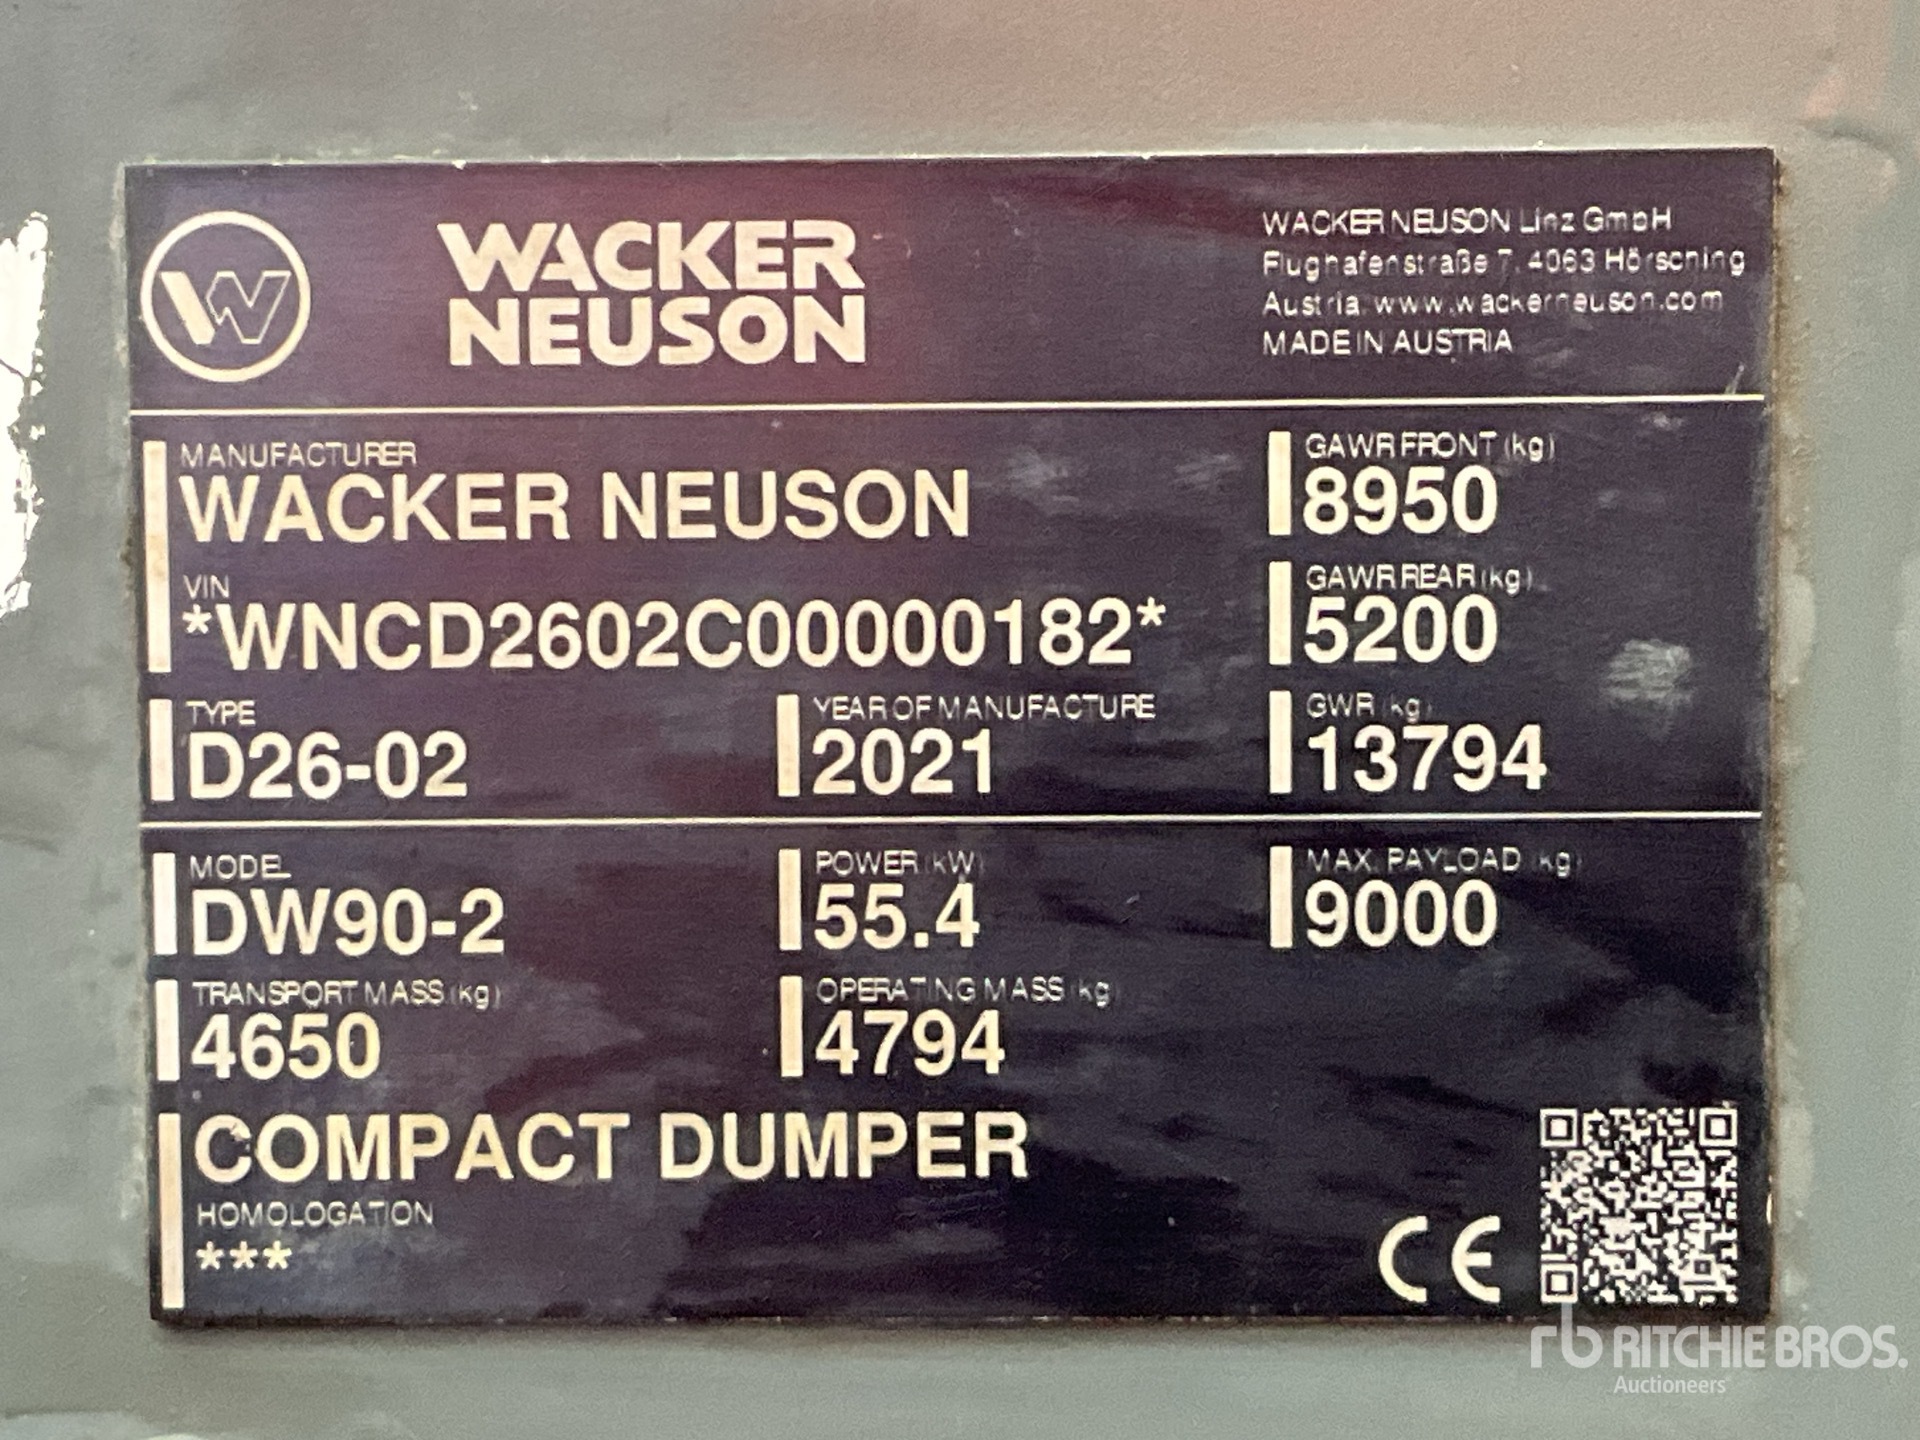 WACKER
NEUSON
WACKER NEUSON Linz GmbH
Flughafenstraße 7, 4063 Hörsching
Austria, www.wackerneuson.com
MADE IN AUSTRIA
MANUFACTURER
WACKER NEUSON
GAWR FRONT (kg)
8950
VIN
*WNCD2602C00000182*
GAWR REAR (kg)
5200
TYPE
D26-02
YEAR OF MANUFACTURE
2021
GWR (kg)
13794
MODEL
DW90-2
POWER (kW)
55.4
MAX. PAYLOAD (kg)
9000
TRANSPORT MASS (kg)
4650
OPERATING MASS (kg)
4794
COMPACT DUMPER
HOMOLOGATION
***
CE
rb RITCHIE BROS.
Auctioneers